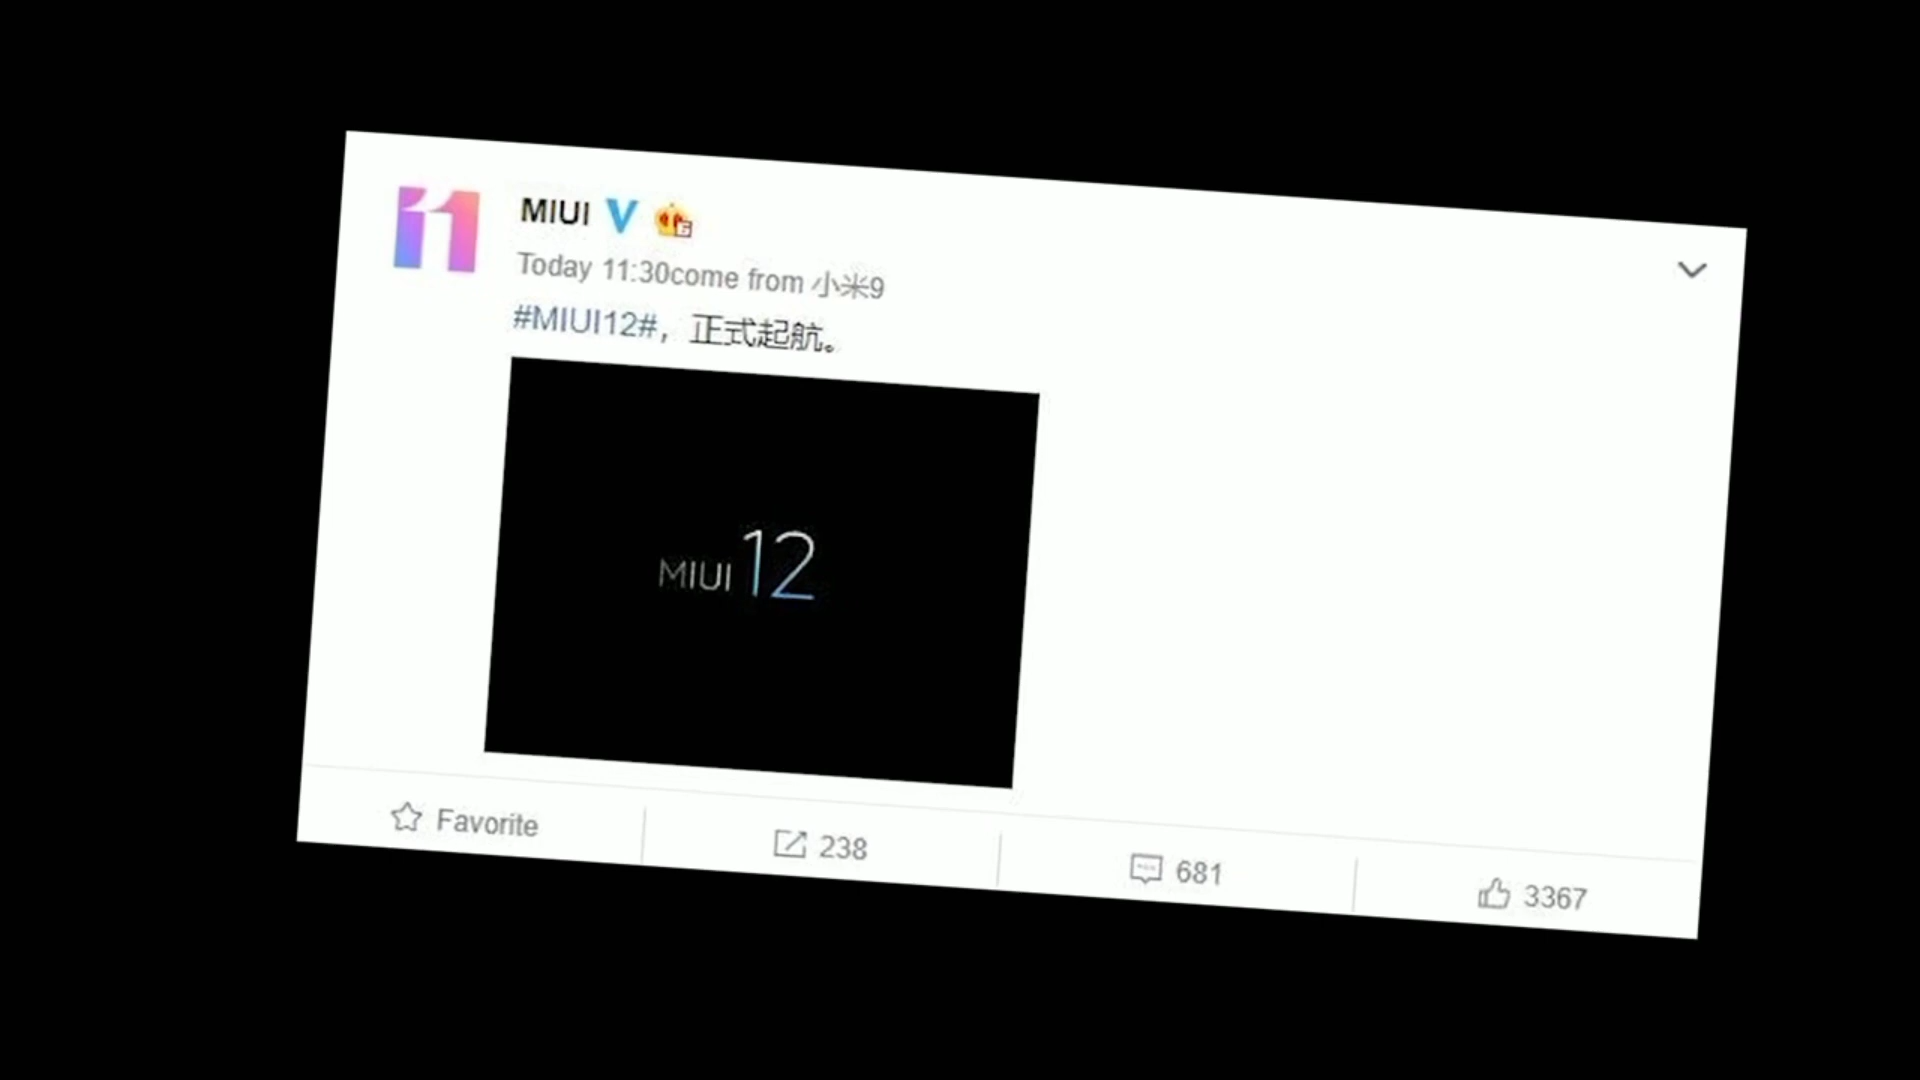 11
MIUI V
Today 11:30come from 小米9
#MIUI12#，正式起航。
MIUI 12
Favorite
238
681
3367